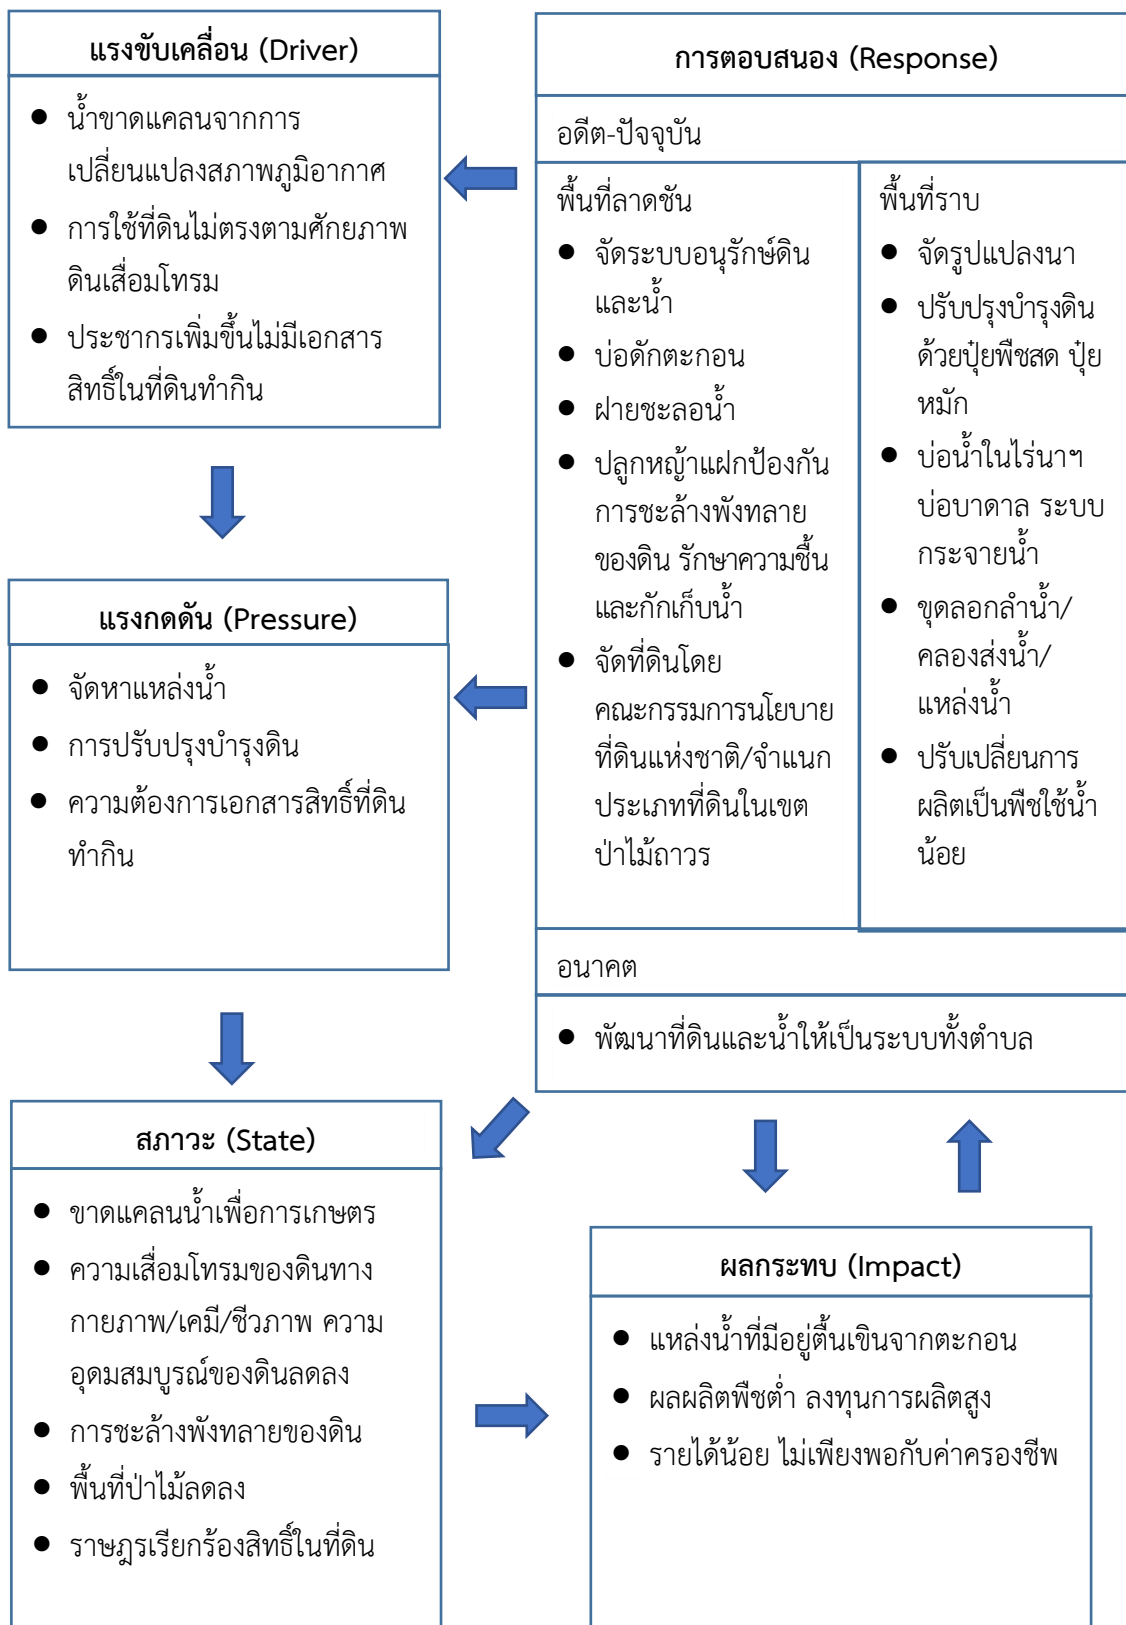 แรงขับเคลื่อน (Driver)
● น้ำขาดแคลนจากการ
เปลี่ยนแปลงสภาพภูมิอากาศ
● การใช้ที่ดินไม่ตรงตามศักยภาพ
ดินเสื่อมโทรม
● ประชากรเพิ่มขึ้นไม่มีเอกสาร
สิทธิ์ในที่ดินทำกิน
แรงกดดัน (Pressure)
● จัดหาแหล่งน้ำ
● การปรับปรุงบำรุงดิน
● ความต้องการเอกสารสิทธิ์ที่ดิน
ทำกิน
สภาวะ (State)
● ขาดแคลนน้ำเพื่อการเกษตร
● ความเสื่อมโทรมของดินทาง
กายภาพ/เคมี/ชีวภาพ ความ
อุดมสมบูรณ์ของดินลดลง
● การชะล้างพังทลายของดิน
● พื้นที่ป่าไม้ลดลง
● ราษฎรเรียกร้องสิทธิ์ในที่ดิน
การตอบสนอง (Response)
อดีต-ปัจจุบัน
พื้นที่ลาดชัน
● จัดระบบอนุรักษ์ดิน
และน้ำ
● บ่อดักตะกอน
● ฝายชะลอน้ำ
● ปลูกหญ้าแฝกป้องกัน
การชะล้างพังทลาย
ของดิน รักษาความชื้น
และกักเก็บน้ำ
● จัดที่ดินโดย
คณะกรรมการนโยบาย
ที่ดินแห่งชาติ/จำแนก
ประเภทที่ดินในเขต
ป่าไม้ถาวร
พื้นที่ราบ
● จัดรูปแปลงนา
● ปรับปรุงบำรุงดิน
ด้วยปุ๋ยพืชสด ปุ๋ย
หมัก
● บ่อน้ำในไร่นาฯ
บ่อบาดาล ระบบ
กระจายน้ำ
● ขุดลอกลำน้ำ/
คลองส่งน้ำ/
แหล่งน้ำ
● ปรับเปลี่ยนการ
ผลิตเป็นพืชใช้น้ำ
น้อย
อนาคต
● พัฒนาที่ดินและน้ำให้เป็นระบบทั้งตำบล
ผลกระทบ (Impact)
● แหล่งน้ำที่มีอยู่ตื้นเขินจากตะกอน
● ผลผลิตพืชต่ำ ลงทุนการผลิตสูง
● รายได้น้อย ไม่เพียงพอกับค่าครองชีพ